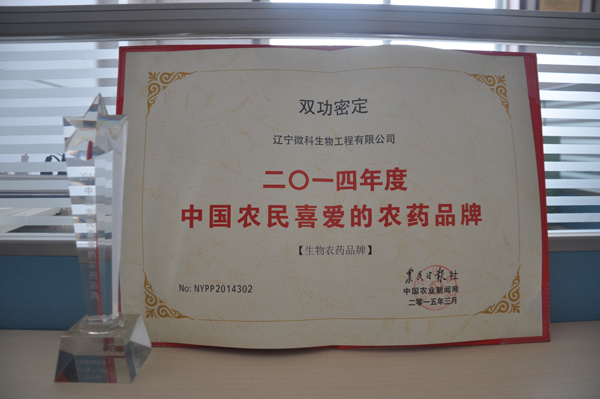 双功密定
辽宁微科生物工程有限公司
二〇一四年度
中国农民喜爱的农药品牌
【生物农药品牌】
No: NYPP2014302
农民日报社
中国农业新闻网
二零一五年三月